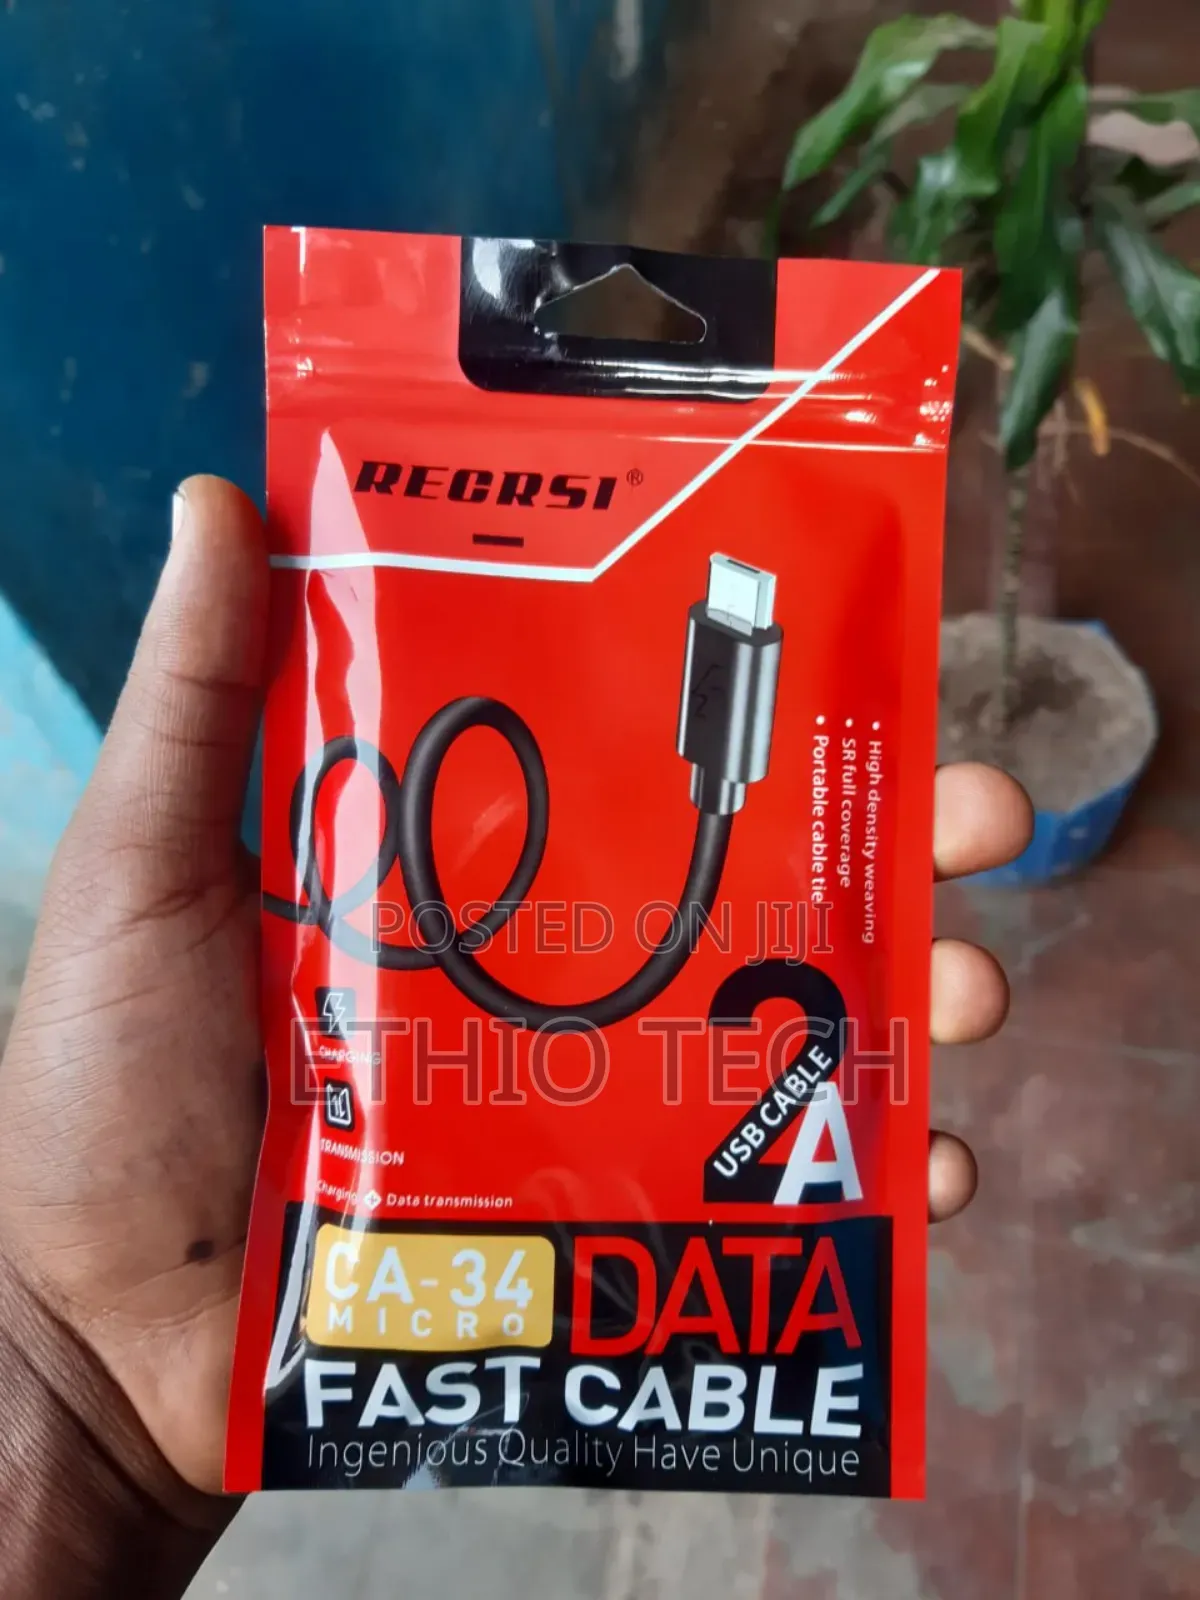 RECRSI®
• High density weaving
• SR full coverage
• Portable cable tie
POSTED ON JIJI
ETHIO TECH
CHARGING
TRANSMISSION
Charging + Data transmission
2A
USB CABLE
CA-34
MICRO
DATA
FAST CABLE
Ingenious Quality Have Unique